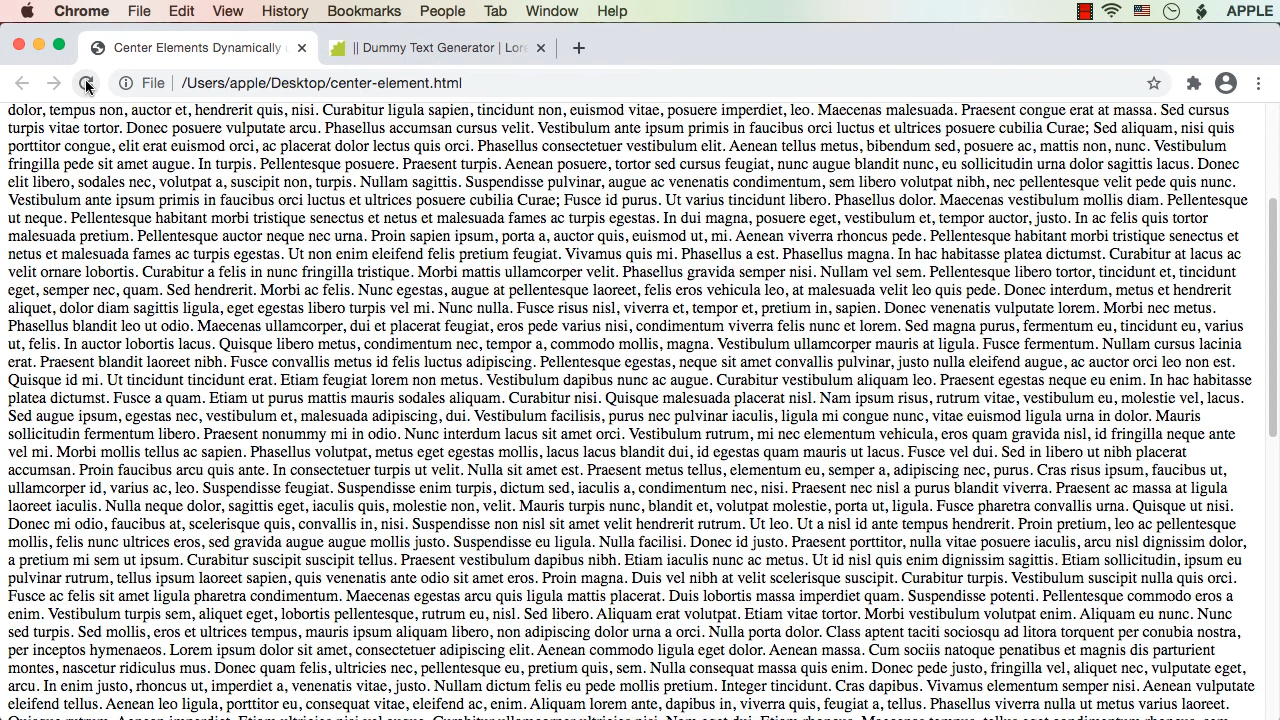 Chrome File Edit View History Bookmarks People Tab Window Help APPLE
Center Elements Dynamically || Dummy Text Generator | Lore
File /Users/apple/Desktop/center-element.html
dolor, tempus non, auctor et, hendrerit quis, nisi. Curabitur ligula sapien, tincidunt non, euismod vitae, posuere imperdiet, leo. Maecenas malesuada. Praesent congue erat at massa. Sed cursus
turpis vitae tortor. Donec posuere vulputate arcu. Phasellus accumsan cursus velit. Vestibulum ante ipsum primis in faucibus orci luctus et ultrices posuere cubilia Curae; Sed aliquam, nisi quis
porttitor congue, elit erat euismod orci, ac placerat dolor lectus quis orci. Phasellus consectetuer vestibulum elit. Aenean tellus metus, bibendum sed, posuere ac, mattis non, nunc. Vestibulum
fringilla pede sit amet augue. In turpis. Pellentesque posuere. Praesent turpis. Aenean posuere, tortor sed cursus feugiat, nunc augue blandit nunc, eu sollicitudin urna dolor sagittis lacus. Donec
elit libero, sodales nec, volutpat a, suscipit non, turpis. Nullam sagittis. Suspendisse pulvinar, augue ac venenatis condimentum, sem libero volutpat nibh, nec pellentesque velit pede quis nunc.
Vestibulum ante ipsum primis in faucibus orci luctus et ultrices posuere cubilia Curae; Fusce id purus. Ut varius tincidunt libero. Phasellus dolor. Maecenas vestibulum mollis diam. Pellentesque
ut neque. Pellentesque habitant morbi tristique senectus et netus et malesuada fames ac turpis egestas. In dui magna, posuere eget, vestibulum et, tempor auctor, justo. In ac felis quis tortor
malesuada pretium. Pellentesque auctor neque nec urna. Proin sapien ipsum, porta a, auctor quis, euismod ut, mi. Aenean viverra rhoncus pede. Pellentesque habitant morbi tristique senectus et
netus et malesuada fames ac turpis egestas. Ut non enim eleifend felis pretium feugiat. Vivamus quis mi. Phasellus a est. Phasellus magna. In hac habitasse platea dictumst. Curabitur at lacus ac
velit ornare lobortis. Curabitur a felis in nunc fringilla tristique. Morbi mattis ullamcorper velit. Phasellus gravida semper nisi. Nullam vel sem. Pellentesque libero tortor, tincidunt et, tincidunt
eget, semper nec, quam. Sed hendrerit. Morbi ac felis. Nunc egestas, augue at pellentesque laoreet, felis eros vehicula leo, at malesuada velit leo quis pede. Donec interdum, metus et hendrerit
aliquet, dolor diam sagittis ligula, eget egestas libero turpis vel mi. Nunc nulla. Fusce risus nisl, viverra et, tempor et, pretium in, sapien. Donec venenatis vulputate lorem. Morbi nec metus.
Phasellus blandit leo ut odio. Maecenas ullamcorper, dui et placerat feugiat, eros pede varius nisi, condimentum viverra felis nunc et lorem. Sed magna purus, fermentum eu, tincidunt eu, varius
ut, felis. In auctor lobortis lacus. Quisque libero metus, condimentum nec, tempor a, commodo mollis, magna. Vestibulum ullamcorper mauris at ligula. Fusce fermentum. Nullam cursus lacinia
erat. Praesent blandit laoreet nibh. Fusce convallis metus id felis luctus adipiscing. Pellentesque egestas, neque sit amet convallis pulvinar, justo nulla eleifend augue, ac auctor orci leo non est.
Quisque id mi. Ut tincidunt tincidunt erat. Etiam feugiat lorem non metus. Vestibulum dapibus nunc ac augue. Curabitur vestibulum aliquam leo. Praesent egestas neque eu enim. In hac habitasse
platea dictumst. Fusce a quam. Etiam ut purus mattis mauris sodales aliquam. Curabitur nisi. Quisque malesuada placerat nisl. Nam ipsum risus, rutrum vitae, vestibulum eu, molestie vel, lacus.
Sed augue ipsum, egestas nec, vestibulum et, malesuada adipiscing, dui. Vestibulum facilisis, purus nec pulvinar iaculis, ligula mi congue nunc, vitae euismod ligula urna in dolor. Mauris
sollicitudin fermentum libero. Praesent nonummy mi in odio. Nunc interdum lacus sit amet orci. Vestibulum rutrum, mi nec elementum vehicula, eros quam gravida nisl, id fringilla neque ante
vel mi. Morbi mollis tellus ac sapien. Phasellus volutpat, metus eget egestas mollis, lacus lacus blandit dui, id egestas quam mauris ut lacus. Fusce vel dui. Sed in libero ut nibh placerat
accumsan. Proin faucibus arcu quis ante. In consectetuer turpis ut velit. Nulla sit amet est. Praesent metus tellus, elementum eu, semper a, adipiscing nec, purus. Cras risus ipsum, faucibus ut,
ullamcorper id, varius ac, leo. Suspendisse feugiat. Suspendisse enim turpis, dictum sed, iaculis a, condimentum nec, nisi. Praesent nec nisl a purus blandit viverra. Praesent ac massa at ligula
laoreet iaculis. Nulla neque dolor, sagittis eget, iaculis quis, molestie non, velit. Mauris turpis nunc, blandit et, volutpat molestie, porta ut, ligula. Fusce pharetra convallis urna. Quisque ut nisi.
Donec mi odio, faucibus at, scelerisque quis, convallis in, nisi. Suspendisse non nisl sit amet velit hendrerit rutrum. Ut leo. Ut a nisl id ante tempus hendrerit. Proin pretium, leo ac pellentesque
mollis, felis nunc ultrices eros, sed gravida augue augue mollis justo. Suspendisse eu ligula. Nulla facilisi. Donec id justo. Praesent porttitor, nulla vitae posuere iaculis, arcu nisl dignissim dolor,
a pretium mi sem ut ipsum. Curabitur suscipit suscipit tellus. Praesent vestibulum dapibus nibh. Etiam iaculis nunc ac metus. Ut id nisl quis enim dignissim sagittis. Etiam sollicitudin, ipsum eu
pulvinar rutrum, tellus ipsum laoreet sapien, quis venenatis ante odio sit amet eros. Proin magna. Duis vel nibh at velit scelerisque suscipit. Curabitur turpis. Vestibulum suscipit nulla quis orci.
Fusce ac felis sit amet ligula pharetra condimentum. Maecenas egestas arcu quis ligula mattis placerat. Duis lobortis massa imperdiet quam. Suspendisse potenti. Pellentesque commodo eros a
enim. Vestibulum turpis sem, aliquet eget, lobortis pellentesque, rutrum eu, nisl. Sed libero. Aliquam erat volutpat. Etiam vitae tortor. Morbi vestibulum volutpat enim. Aliquam eu nunc. Nunc
sed turpis. Sed mollis, eros et ultrices tempus, mauris ipsum aliquam libero, non adipiscing dolor urna a orci. Nulla porta dolor. Class aptent taciti sociosqu ad litora torquent per conubia nostra,
per inceptos hymenaeos. Lorem ipsum dolor sit amet, consectetuer adipiscing elit. Aenean commodo ligula eget dolor. Aenean massa. Cum sociis natoque penatibus et magnis dis parturient
montes, nascetur ridiculus mus. Donec quam felis, ultricies nec, pellentesque eu, pretium quis, sem. Nulla consequat massa quis enim. Donec pede justo, fringilla vel, aliquet nec, vulputate eget,
arcu. In enim justo, rhoncus ut, imperdiet a, venenatis vitae, justo. Nullam dictum felis eu pede mollis pretium. Integer tincidunt. Cras dapibus. Vivamus elementum semper nisi. Aenean vulputate
eleifend tellus. Aenean leo ligula, porttitor eu, consequat vitae, eleifend ac, enim. Aliquam lorem ante, dapibus in, viverra quis, feugiat a, tellus. Phasellus viverra nulla ut metus varius laoreet.